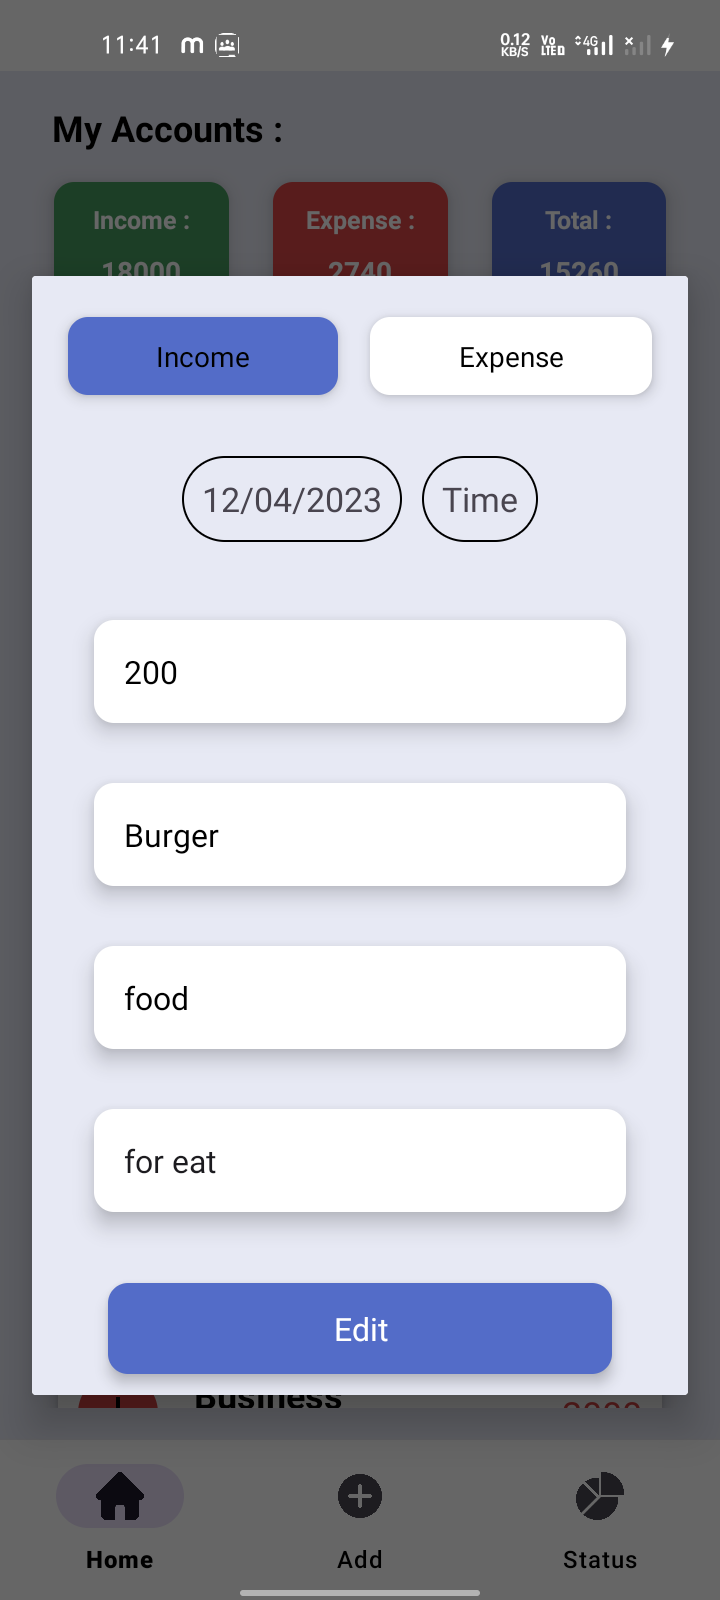 11:41 m 0.12 KB/S Vo LTE 4G
My Accounts :
Income : Expense : Total :
18000 2740 15260
Income Expense
12/04/2023 Time
200
Burger
food
for eat
Edit
Business
Home Add Status